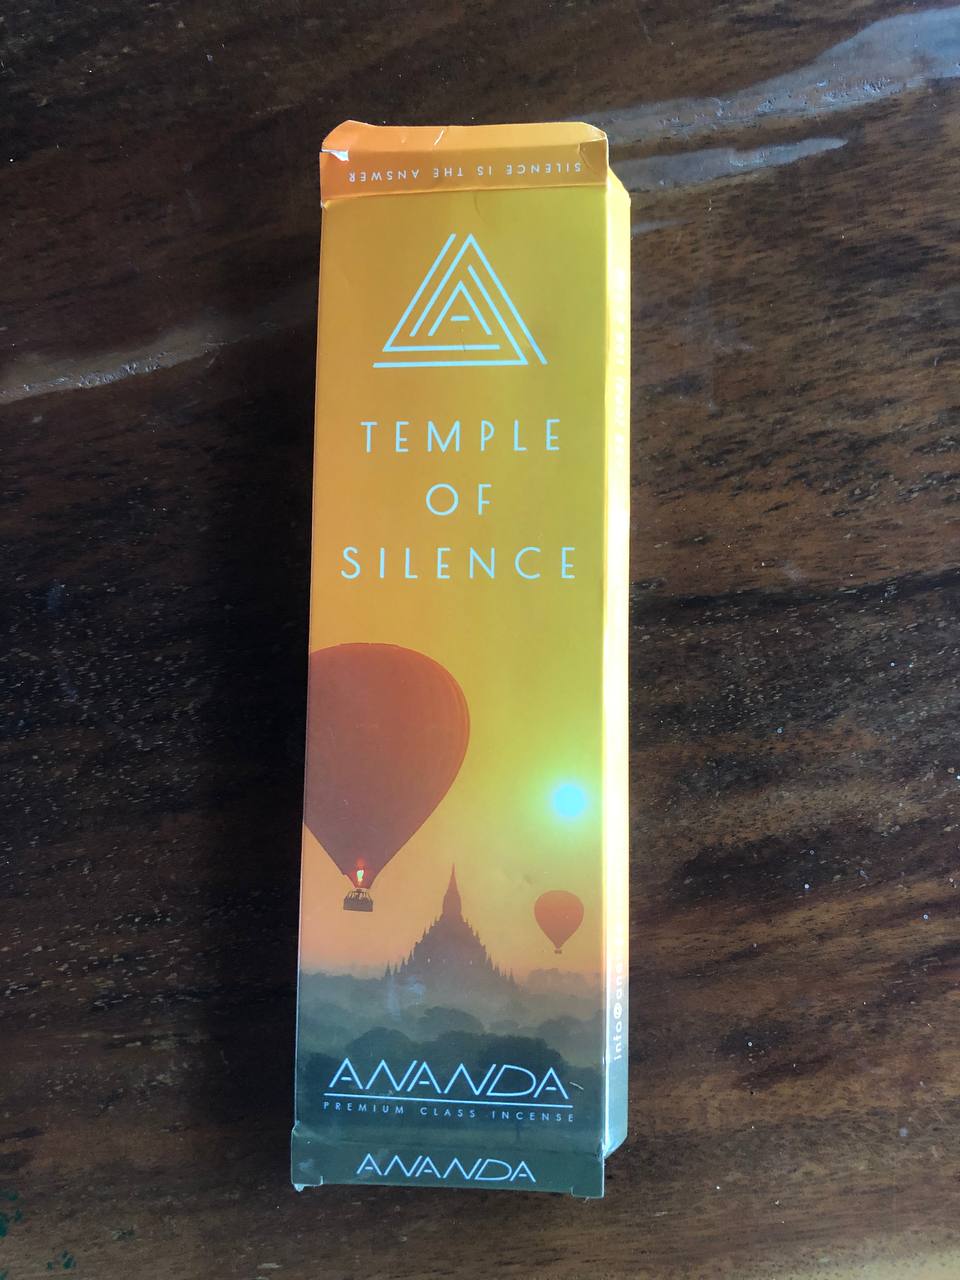 SILENCE IS THE ANSWER
TEMPLE
OF
SILENCE
ANANDA
PREMIUM CLASS INCENSE
ANANDA